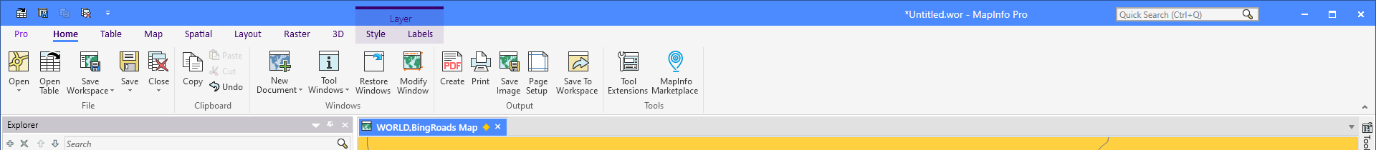 Layer
*Untitled.wor - MapInfo Pro
Quick Search (Ctrl+Q)
Pro Home Table Map Spatial Layout Raster 3D Style Labels
Open
Open Table
Save Workspace
Save
Close
File
Copy
Paste
Cut
Undo
Clipboard
New Document
Tool Windows
Restore Windows
Modify Window
Windows
PDF
Create
Print
Save Image
Page Setup
Save To Workspace
Output
Tool Extensions
MapInfo Marketplace
Tools
Explorer
Search
WORLD,BingRoads Map